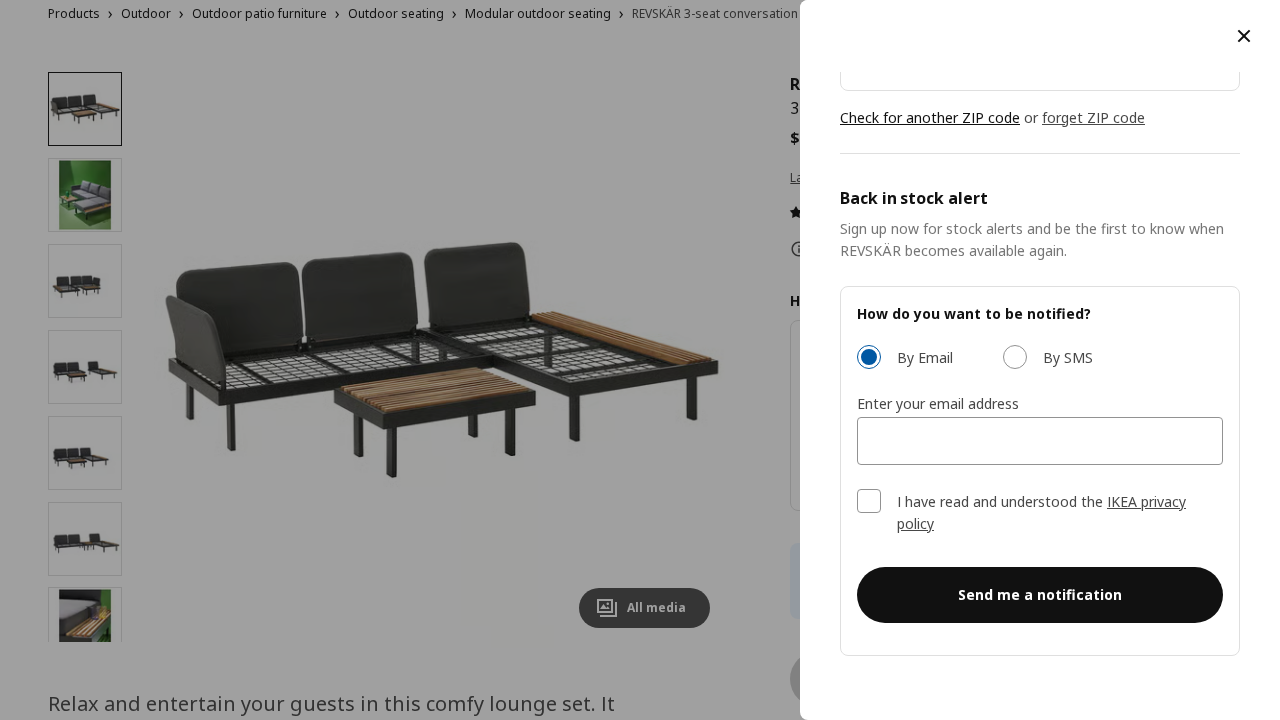 Products › Outdoor › Outdoor patio furniture › Outdoor seating › Modular outdoor seating › REVSKÄR 3-seat conversation
All media
Relax and entertain your guests in this comfy lounge set. It
R
3
$
La
H
Check for another ZIP code or forget ZIP code
Back in stock alert
Sign up now for stock alerts and be the first to know when
REVSKÄR becomes available again.
How do you want to be notified?
By Email By SMS
Enter your email address
I have read and understood the IKEA privacy
policy
Send me a notification